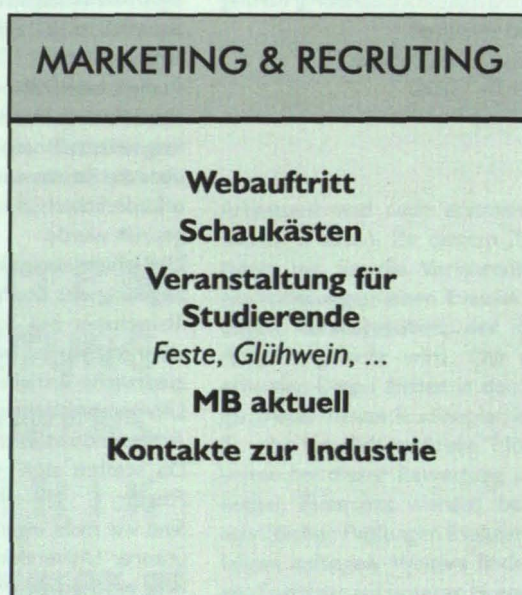 MARKETING & RECRUTING
Webauftritt
Schaukästen
Veranstaltung für
Studierende
Feste, Glühwein, ...
MB aktuell
Kontakte zur Industrie